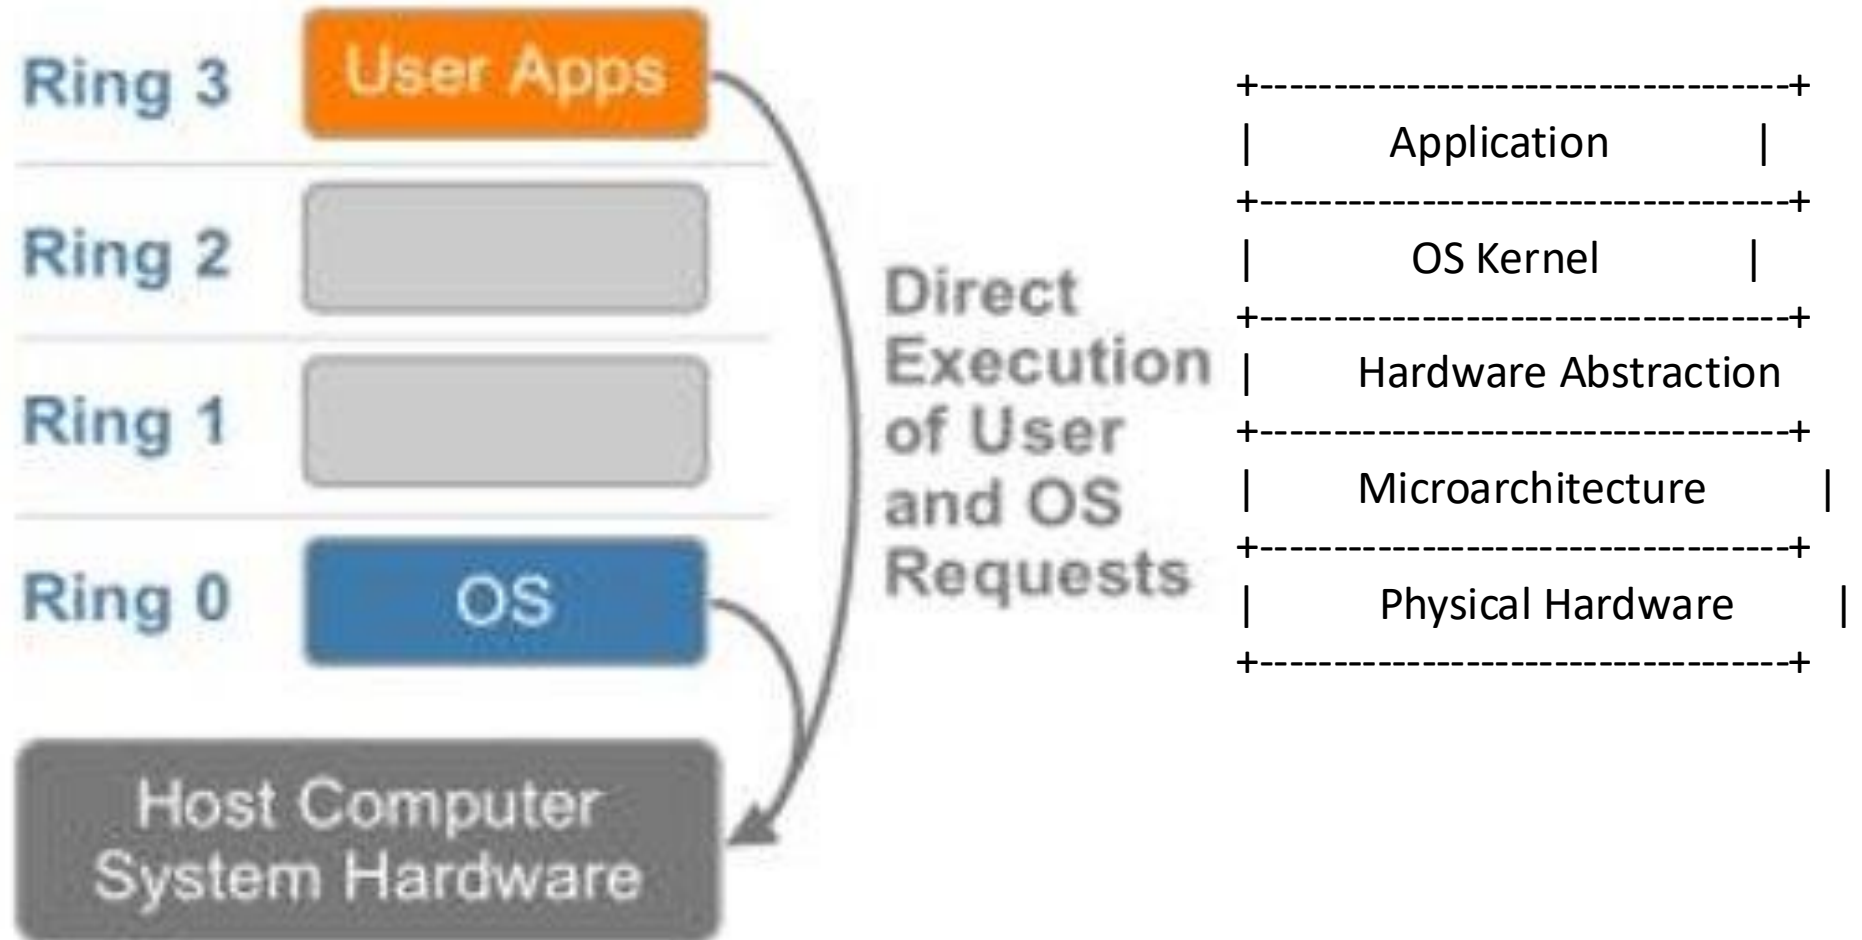 Ring 3
User Apps
Ring 2
Ring 1
Ring 0
OS
Host Computer
System Hardware
Direct
Execution
of User
and OS
Requests
+------------------------------------+
| Application |
+------------------------------------+
| OS Kernel |
+------------------------------------+
| Hardware Abstraction
+------------------------------------+
| Microarchitecture |
+------------------------------------+
| Physical Hardware |
+------------------------------------+